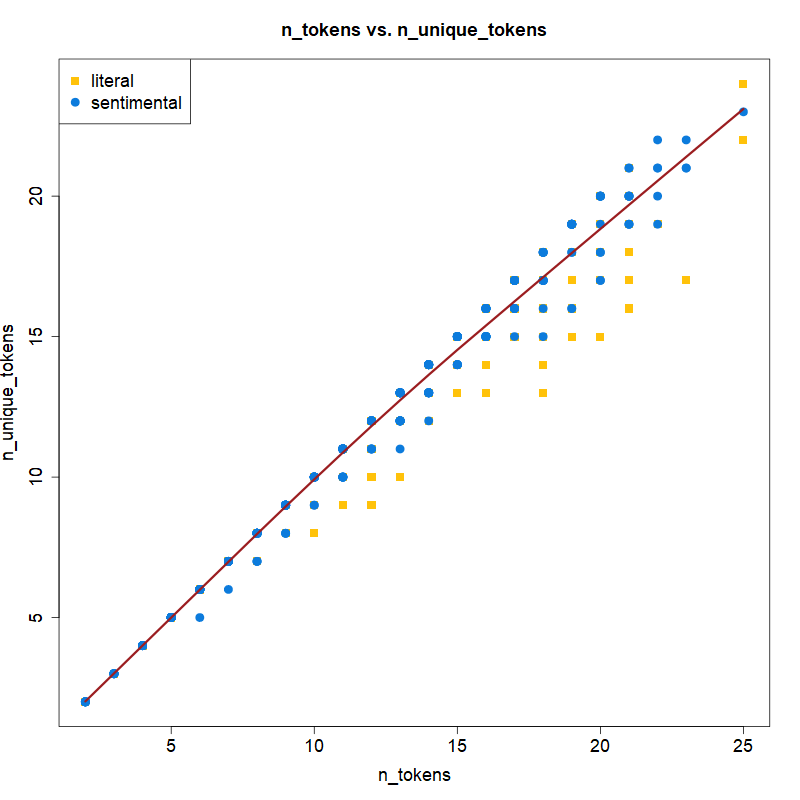 n_tokens vs. n_unique_tokens
literal
sentimental
n_unique_tokens
20
15
10
5
5 10 15 20 25
n_tokens